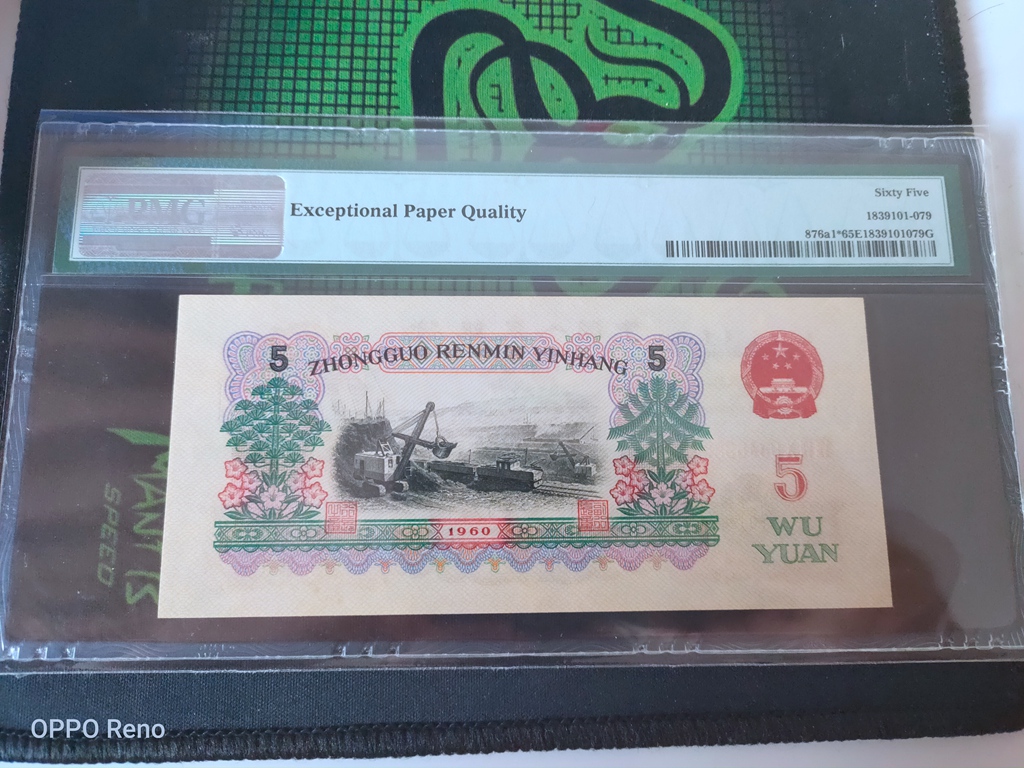 PMG
Exceptional Paper Quality
Sixty Five
1839101-079
876a1*65E1839101079G
5 ZHONGGUO RENMIN YINHANG 5
1960
5
WU
YUAN
SPEED
OPPO Reno